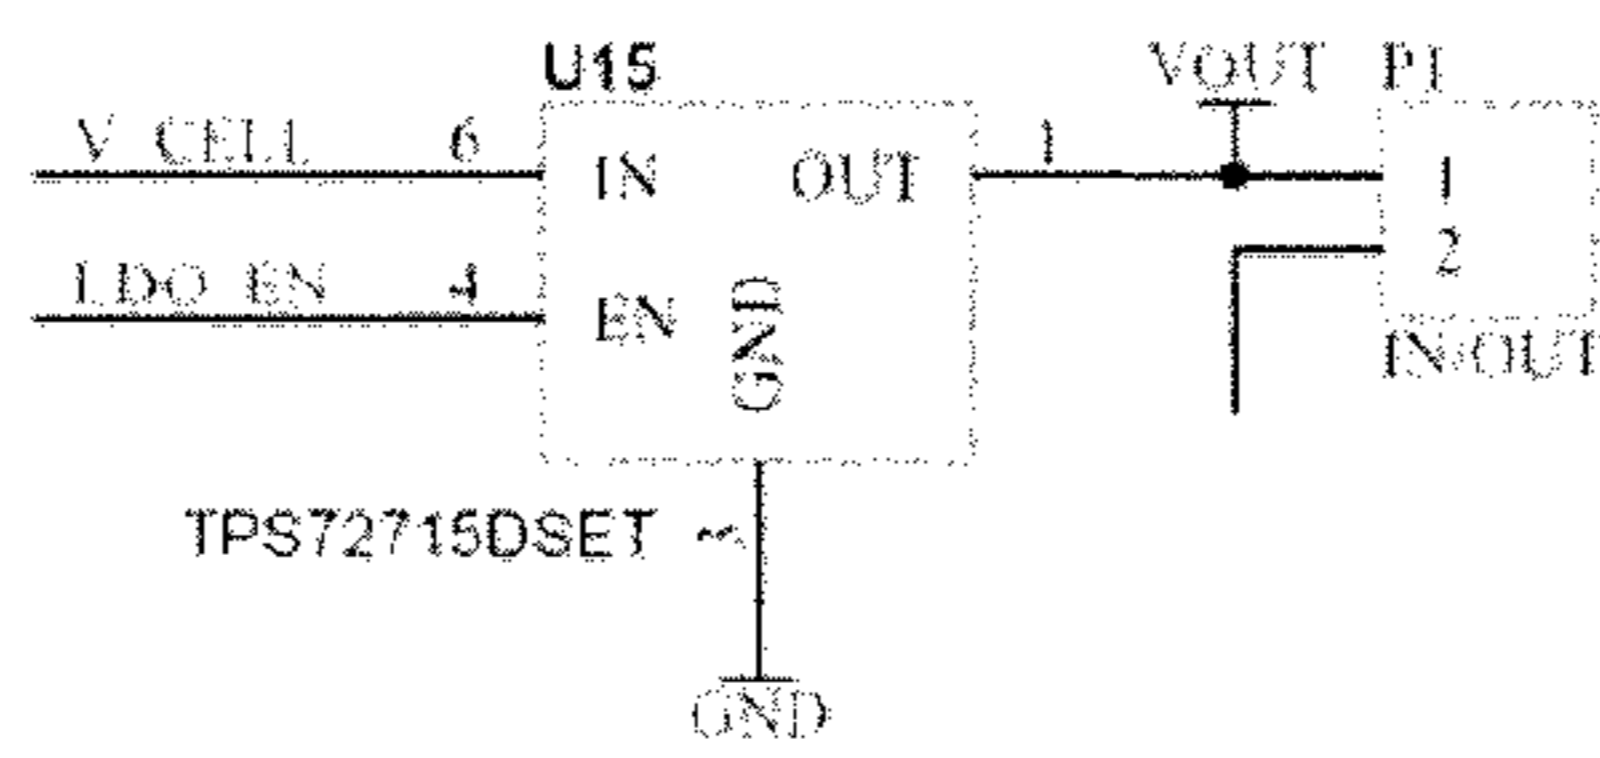 U15
VOUT
P1
V CELL
6
IN
OUT
1
1
2
LDO EN
4
EN
GND
IN/OUT
TPS72715DSET
GND